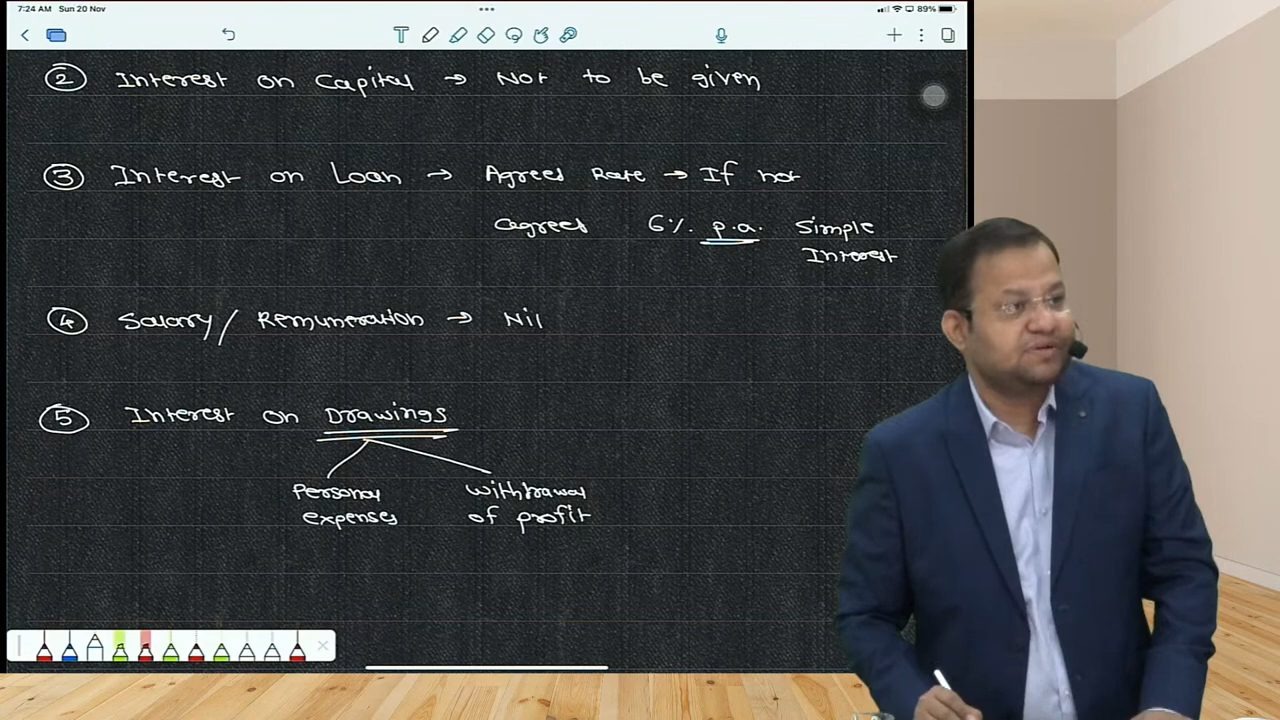 7:24 AM Sun 20 Nov
89%
② Interest on Capital → Not to be given
③ Interest on Loan → Agreed Rate → If not
agreed 6% p.a. Simple
Interest
④ Salary/Remuneration → Nil
⑤ Interest on Drawings
Personal withdrawal
expenses of profit